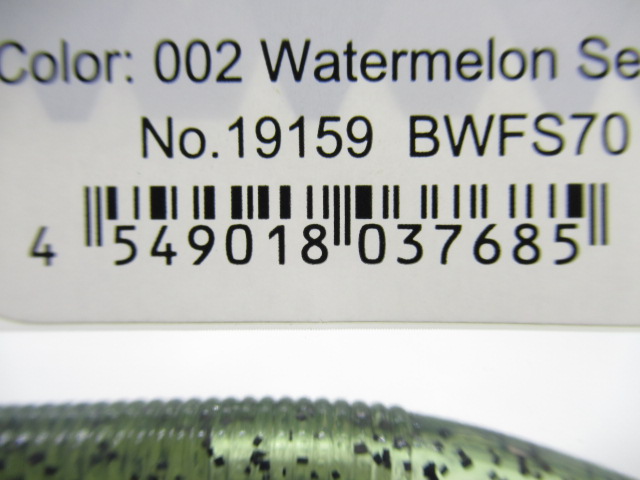 Color: 002 Watermelon Se
No.19159 BWFS70
4 549018 037685